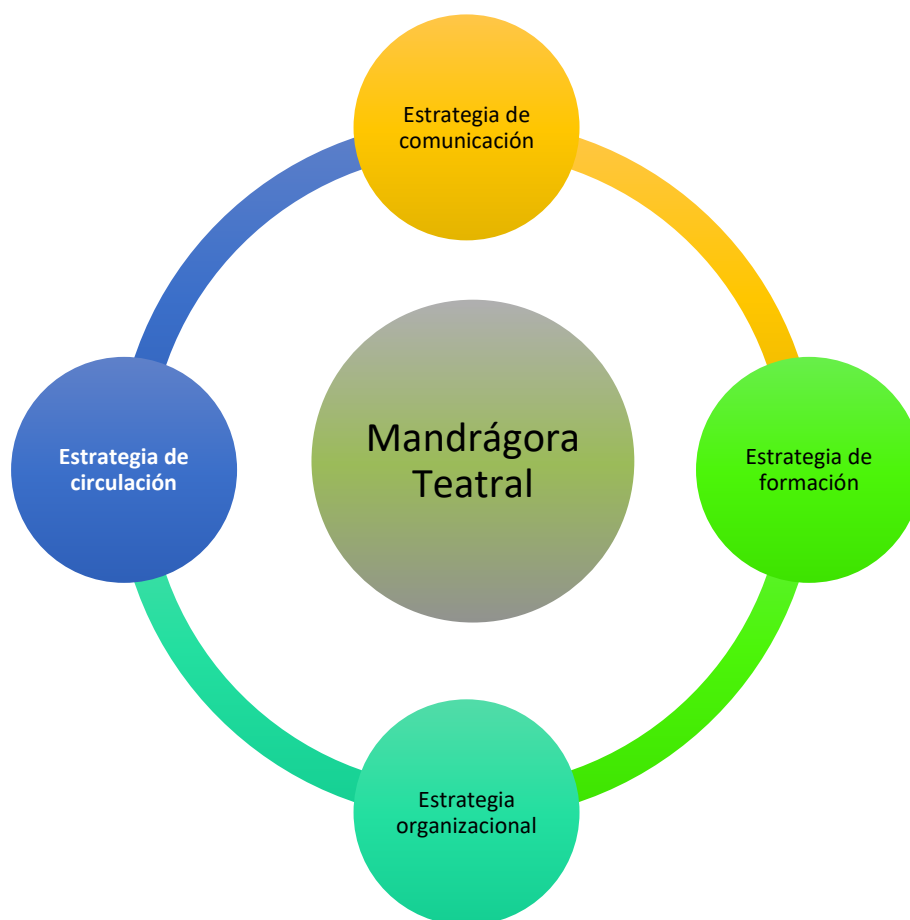 Estrategia de
comunicación
Mandrágora
Teatral
Estrategia de
formación
Estrategia
organizacional
Estrategia de
circulación